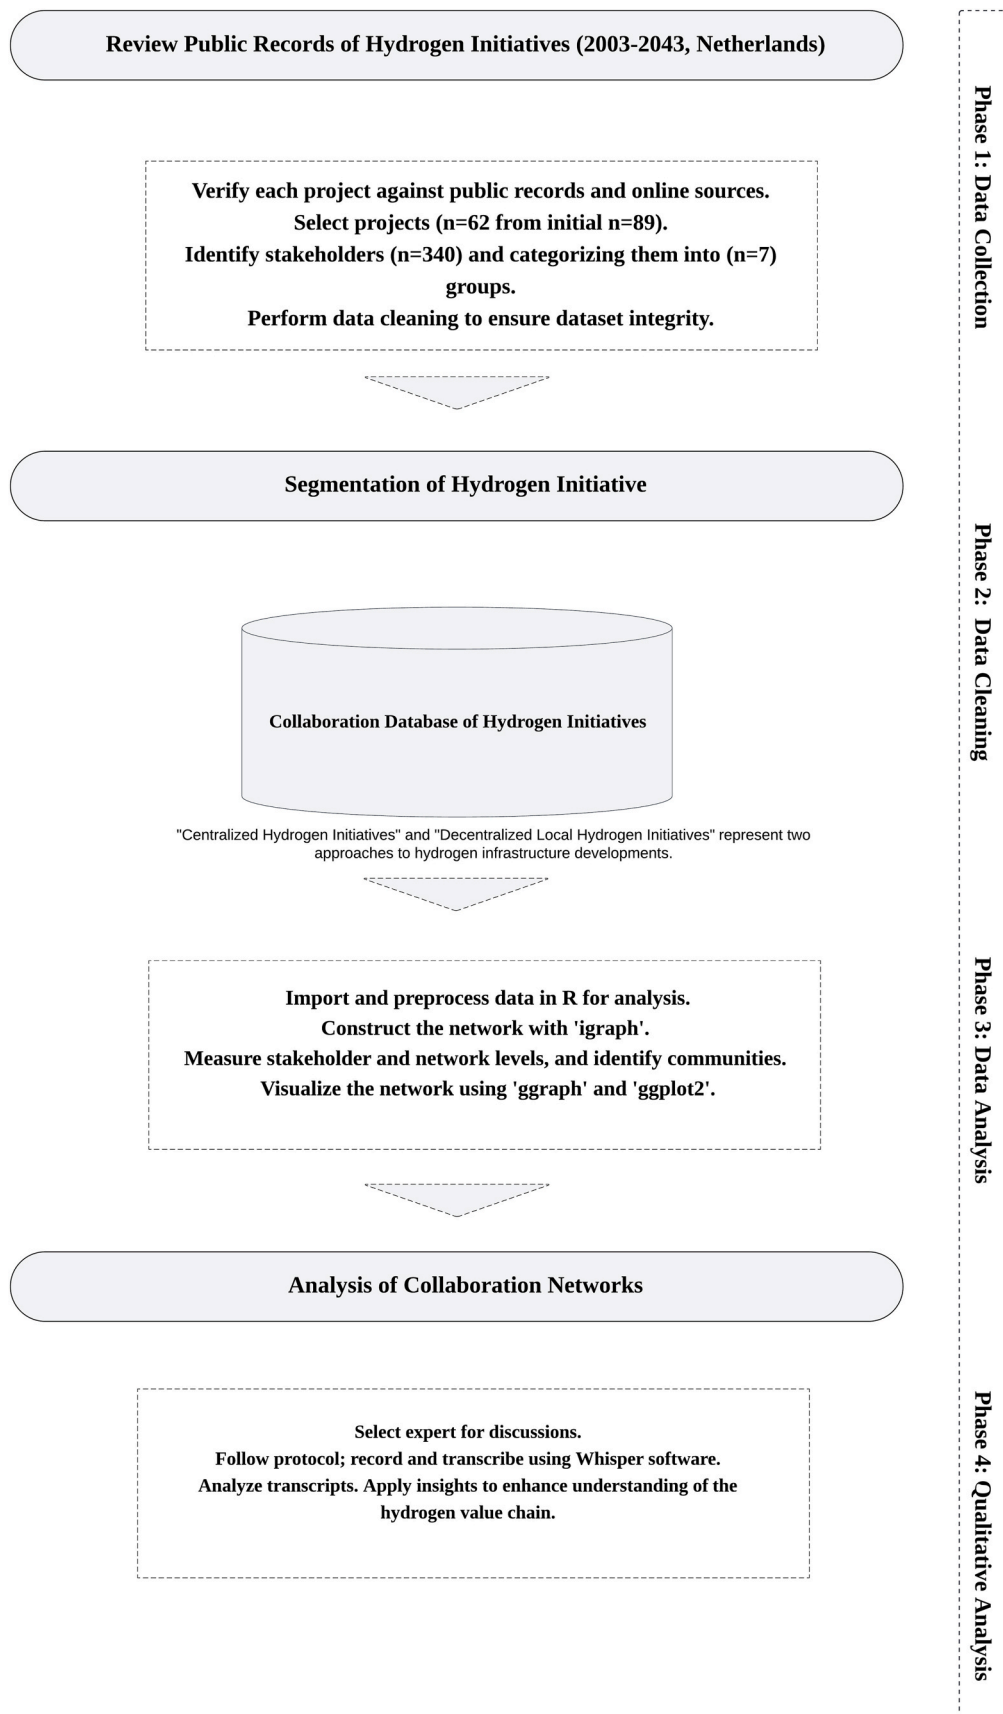 Review Public Records of Hydrogen Initiatives (2003-2043, Netherlands)
Verify each project against public records and online sources.
Select projects (n=62 from initial n=89).
Identify stakeholders (n=340) and categorizing them into (n=7)
groups.
Perform data cleaning to ensure dataset integrity.
Phase 1: Data Collection
Segmentation of Hydrogen Initiative
Collaboration Database of Hydrogen Initiatives
"Centralized Hydrogen Initiatives" and "Decentralized Local Hydrogen Initiatives" represent two
approaches to hydrogen infrastructure developments.
Phase 2: Data Cleaning
Import and preprocess data in R for analysis.
Construct the network with 'igraph'.
Measure stakeholder and network levels, and identify communities.
Visualize the network using 'ggraph' and 'ggplot2'.
Phase 3: Data Analysis
Analysis of Collaboration Networks
Select expert for discussions.
Follow protocol; record and transcribe using Whisper software.
Analyze transcripts. Apply insights to enhance understanding of the
hydrogen value chain.
Phase 4: Qualitative Analysis